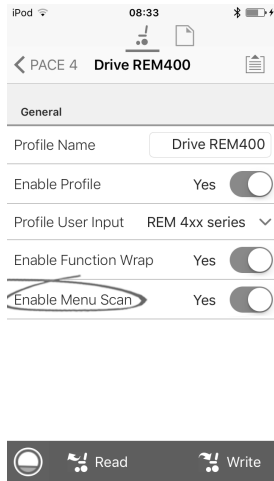 iPod 08:33
PACE 4 Drive REM400
General
Profile Name Drive REM400
Enable Profile Yes
Profile User Input REM 4xx series
Enable Function Wrap Yes
Enable Menu Scan Yes
Read Write